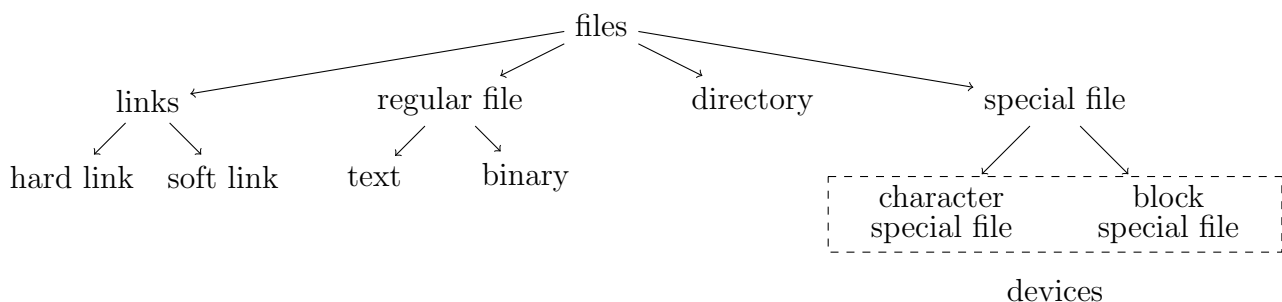 files
links regular file directory special file
hard link soft link text binary
character block
special file special file
devices